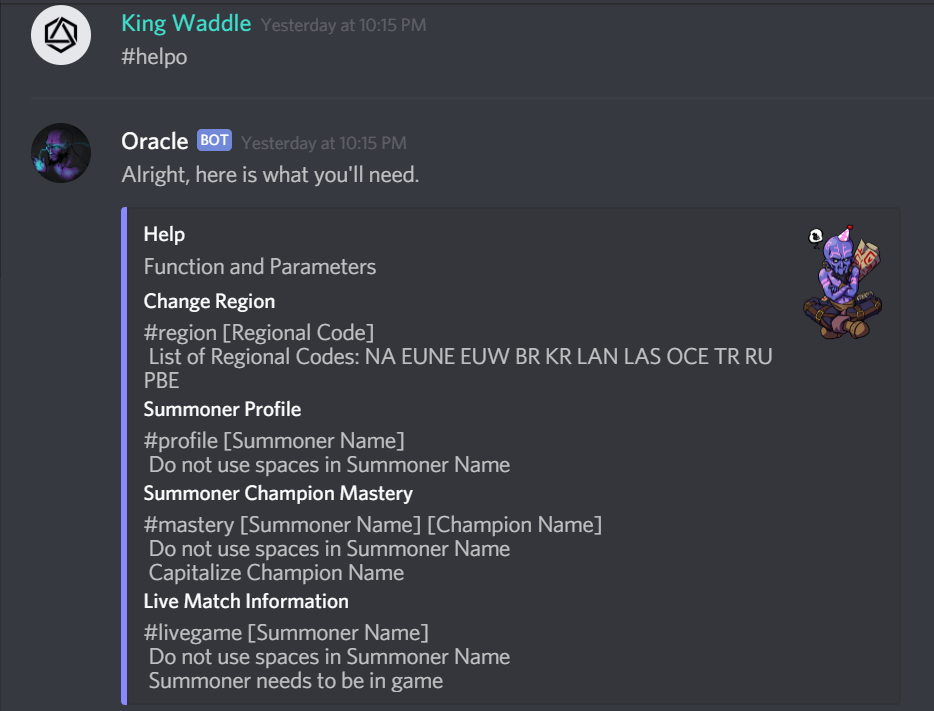 King Waddle Yesterday at 10:15 PM
#helpo
Oracle BOT Yesterday at 10:15 PM
Alright, here is what you'll need.
Help
Function and Parameters
Change Region
#region [Regional Code]
List of Regional Codes: NA EUNE EUW BR KR LAN LAS OCE TR RU
PBE
Summoner Profile
#profile [Summoner Name]
Do not use spaces in Summoner Name
Summoner Champion Mastery
#mastery [Summoner Name] [Champion Name]
Do not use spaces in Summoner Name
Capitalize Champion Name
Live Match Information
#livegame [Summoner Name]
Do not use spaces in Summoner Name
Summoner needs to be in game